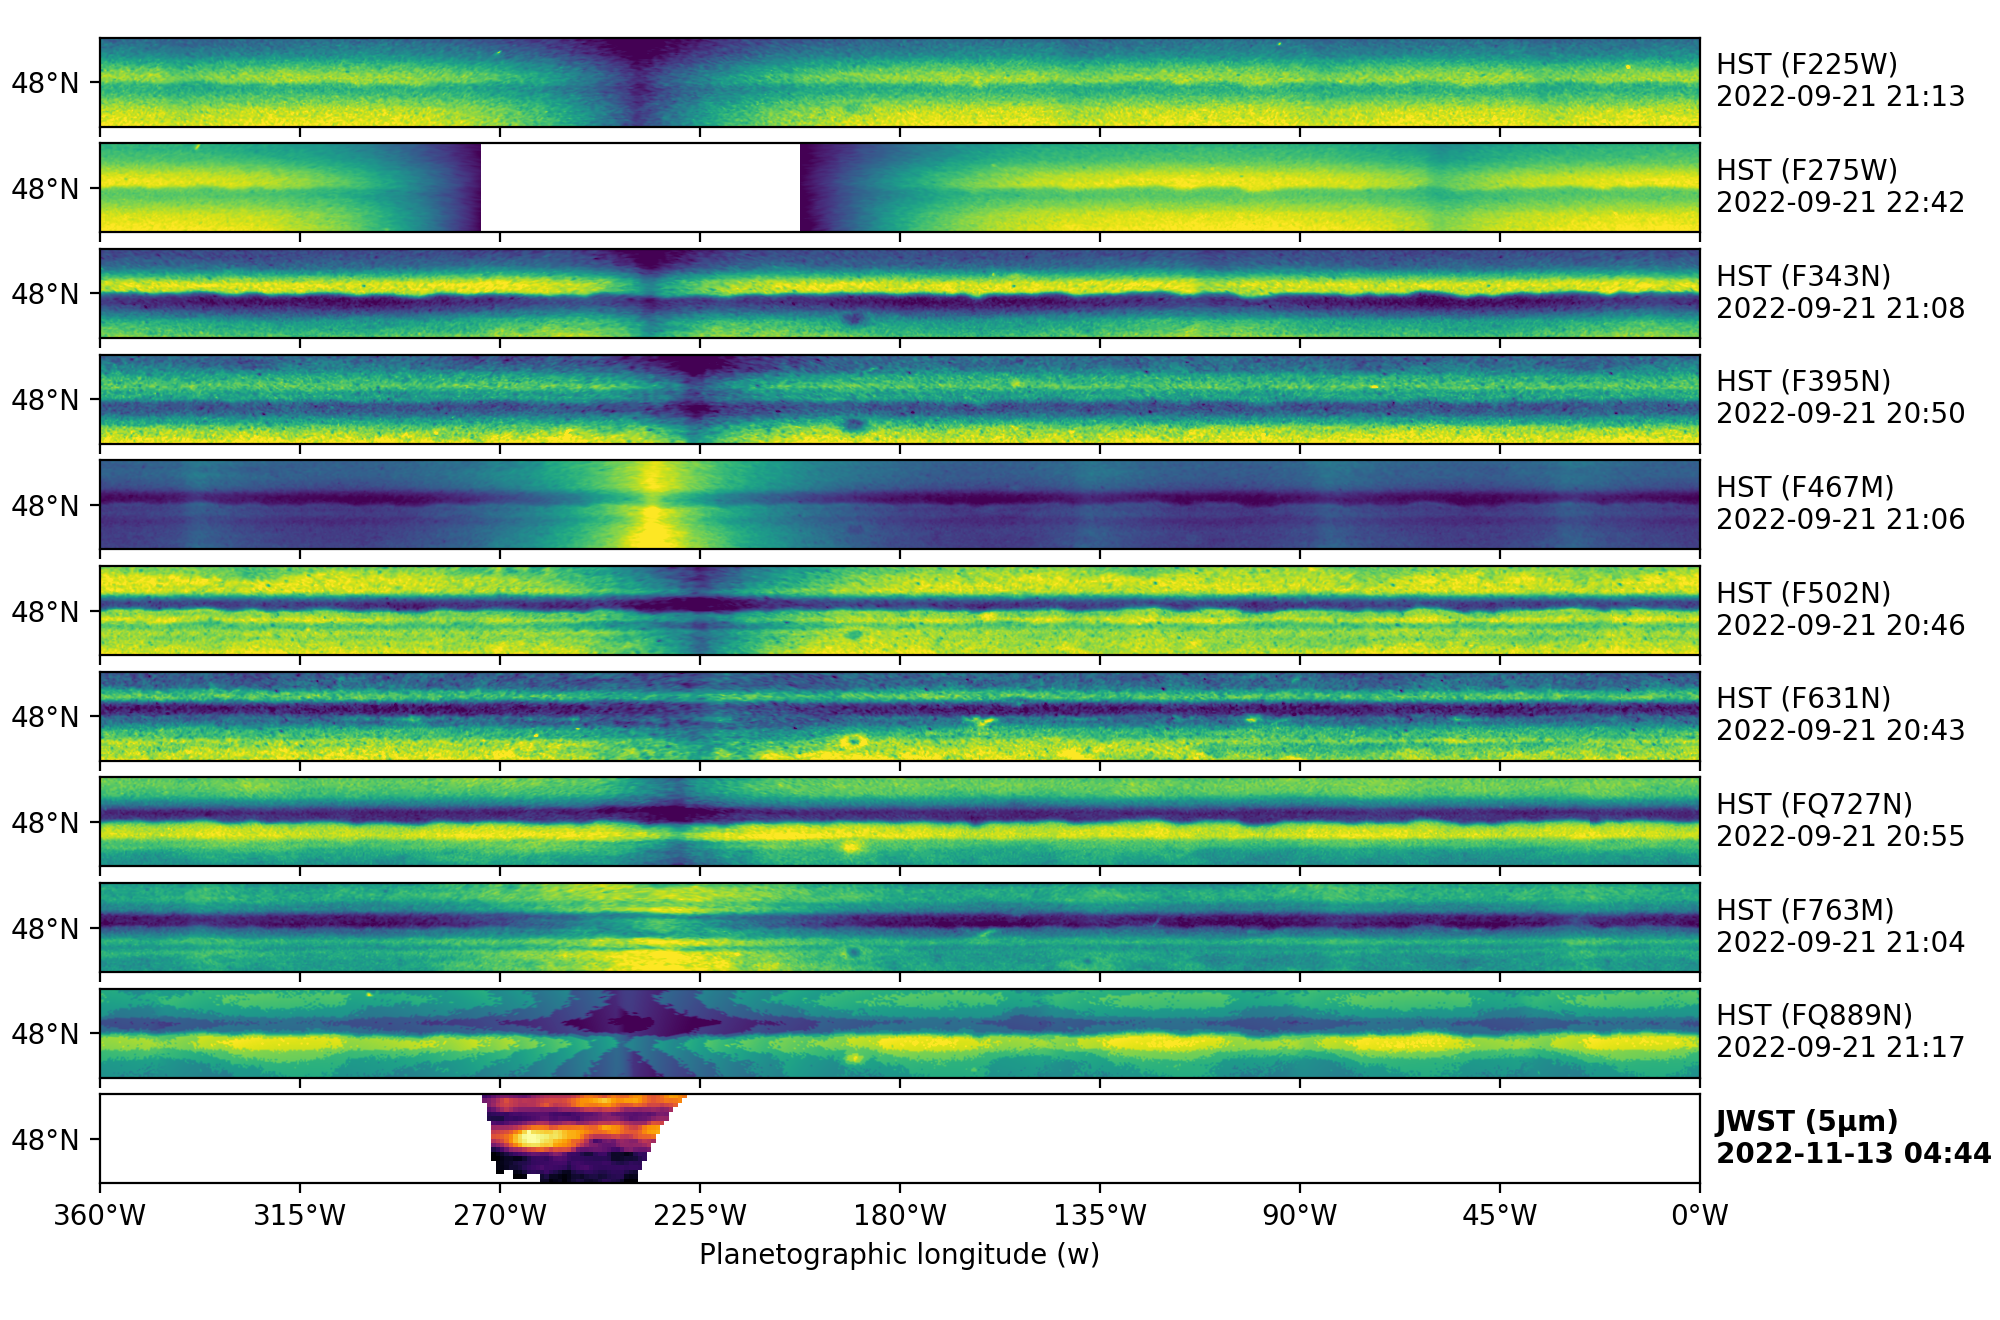 48°N
HST (F225W)
2022-09-21 21:13
48°N
HST (F275W)
2022-09-21 22:42
48°N
HST (F343N)
2022-09-21 21:08
48°N
HST (F395N)
2022-09-21 20:50
48°N
HST (F467M)
2022-09-21 21:06
48°N
HST (F502N)
2022-09-21 20:46
48°N
HST (F631N)
2022-09-21 20:43
48°N
HST (FQ727N)
2022-09-21 20:55
48°N
HST (F763M)
2022-09-21 21:04
48°N
HST (FQ889N)
2022-09-21 21:17
48°N
JWST (5μm)
2022-11-13 04:44
360°W 315°W 270°W 225°W 180°W 135°W 90°W 45°W 0°W
Planetographic longitude (w)